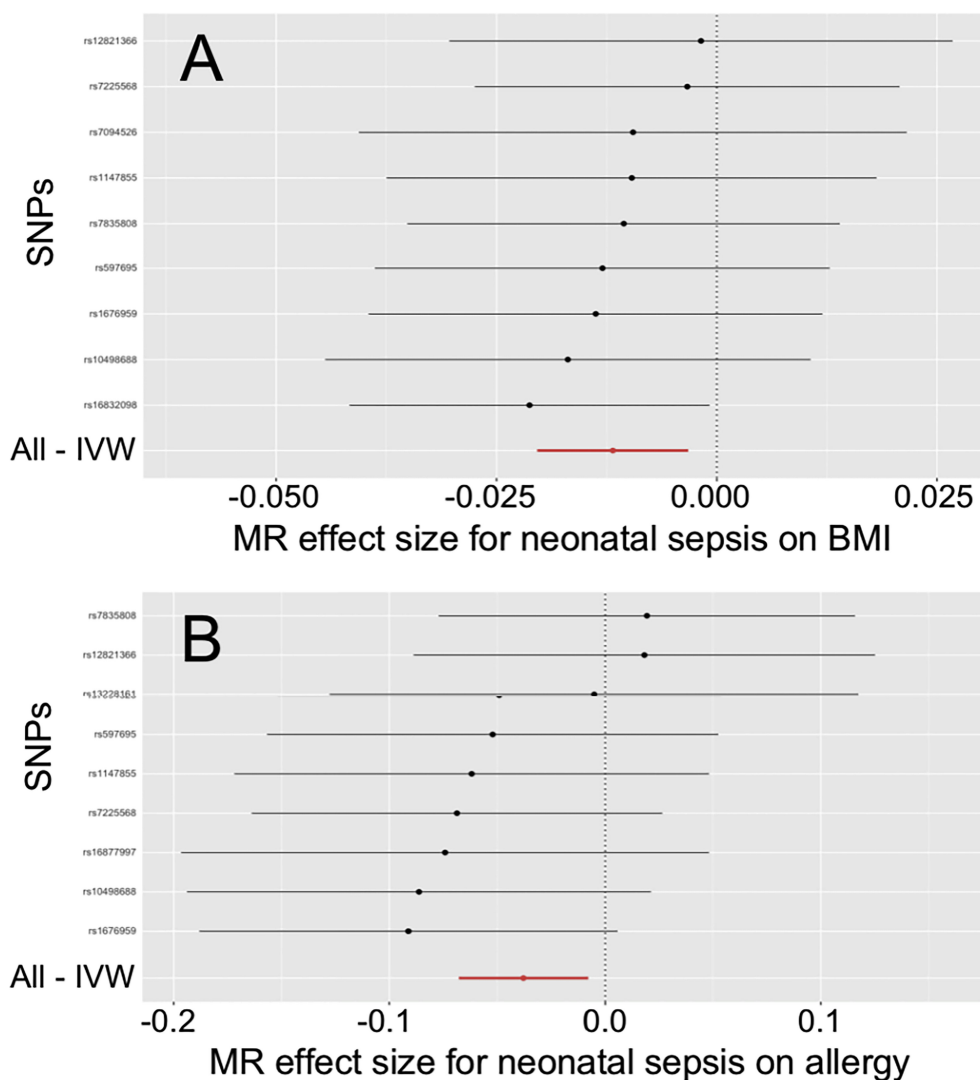 A
rs12821366
rs7225568
rs7094526
rs1147855
rs7835808
rs597695
rs1676959
rs10498688
rs16832098
All - IVW
SNPs
-0.050 -0.025 0.000 0.025
MR effect size for neonatal sepsis on BMI
B
rs7835808
rs12821366
rs13228161
rs597695
rs1147855
rs7225568
rs16877997
rs10498688
rs1676959
All - IVW
SNPs
-0.2 -0.1 0.0 0.1
MR effect size for neonatal sepsis on allergy